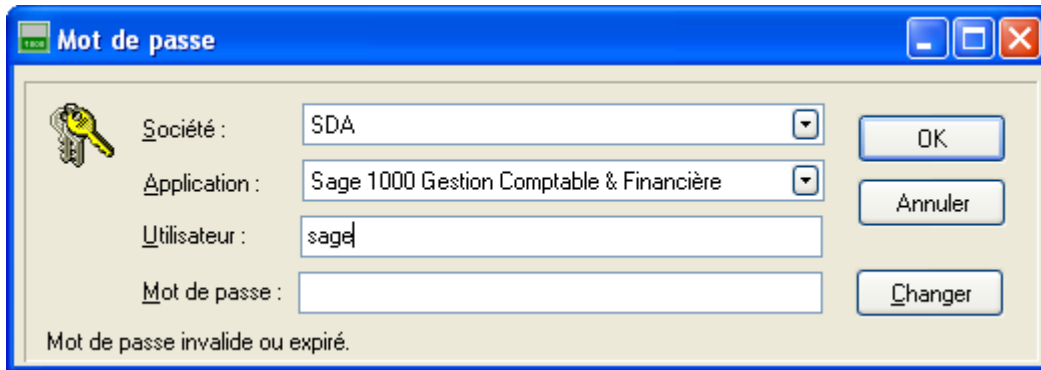 Mot de passe
Société :
SDA
OK
Application :
Sage 1000 Gestion Comptable & Financière
Annuler
Utilisateur :
sage
Mot de passe :
Changer
Mot de passe invalide ou expiré.